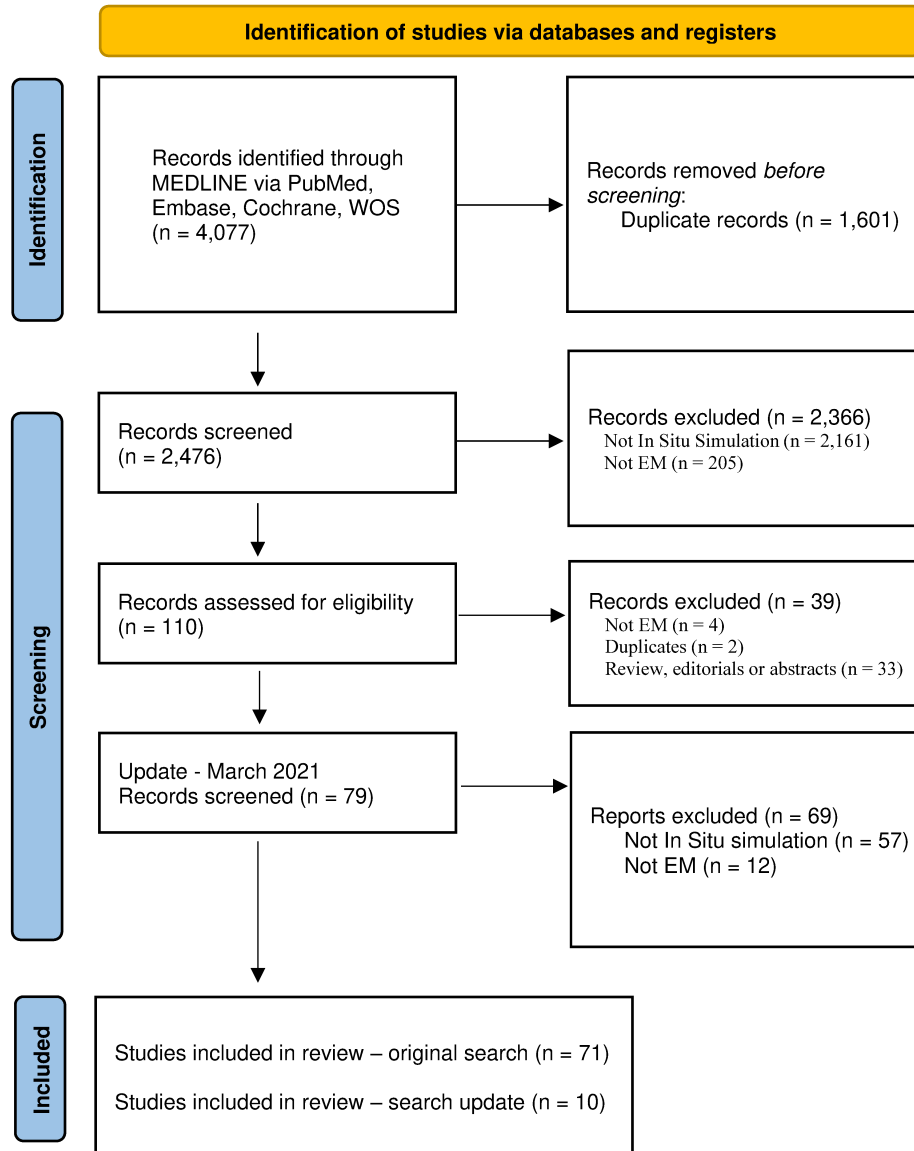 Identification of studies via databases and registers
Identification
Records identified through
MEDLINE via PubMed,
Embase, Cochrane, WOS
(n = 4,077)
Records removed before
screening:
Duplicate records (n = 1,601)
Screening
Records screened
(n = 2,476)
Records excluded (n = 2,366)
Not In Situ Simulation (n = 2,161)
Not EM (n = 205)
Records assessed for eligibility
(n = 110)
Records excluded (n = 39)
Not EM (n = 4)
Duplicates (n = 2)
Review, editorials or abstracts (n = 33)
Update - March 2021
Records screened (n = 79)
Reports excluded (n = 69)
Not In Situ simulation (n = 57)
Not EM (n = 12)
Included
Studies included in review – original search (n = 71)
Studies included in review – search update (n = 10)